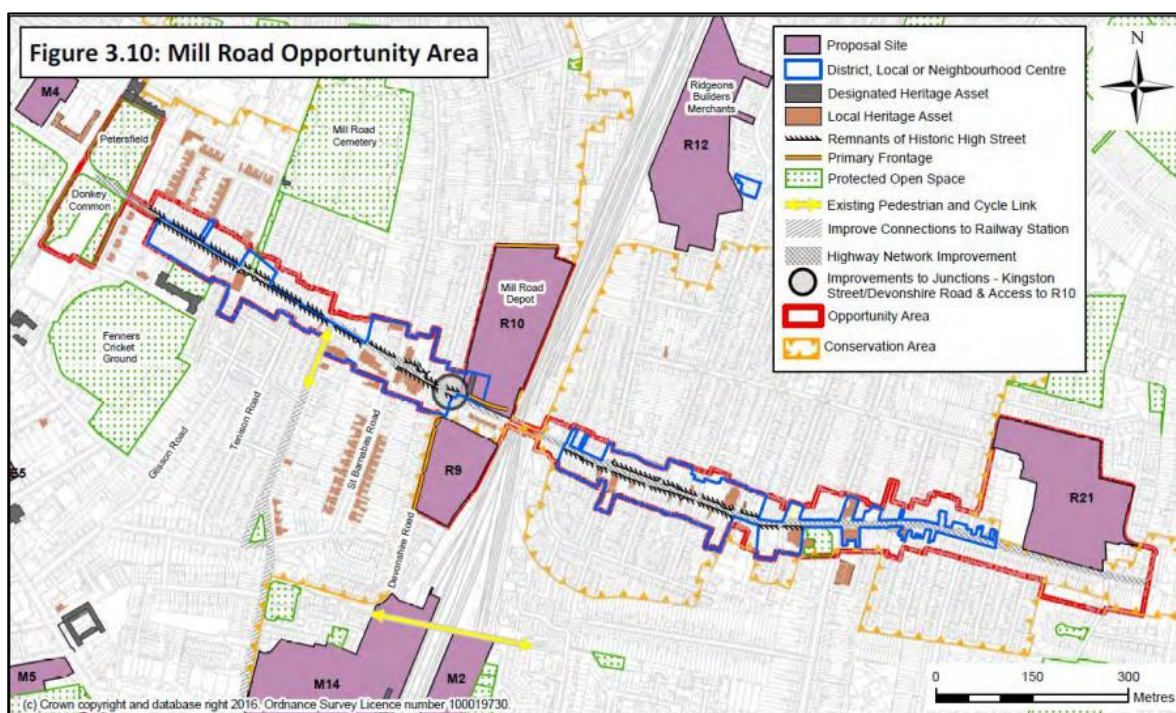 Figure 3.10: Mill Road Opportunity Area
Proposal Site
District, Local or Neighbourhood Centre
Designated Heritage Asset
Local Heritage Asset
Remnants of Historic High Street
Primary Frontage
Protected Open Space
Existing Pedestrian and Cycle Link
Improve Connections to Railway Station
Highway Network Improvement
Improvements to Junctions - Kingston
Street/Devonshire Road & Access to R10
Opportunity Area
Conservation Area
N
M4
Petersfield
Donkey
Common
Mill Road
Cemetery
Ridgeons
Builders
Merchants
R12
Fenners
Cricket
Ground
Mill Road
Depot
R10
Glisson Road
Tenison Road
St Barnabas Road
Devonshire Road
R9
R21
M5
M14
M2
0 150 300
Metres
(c) Crown copyright and database right 2016. Ordnance Survey Licence number 100019730.